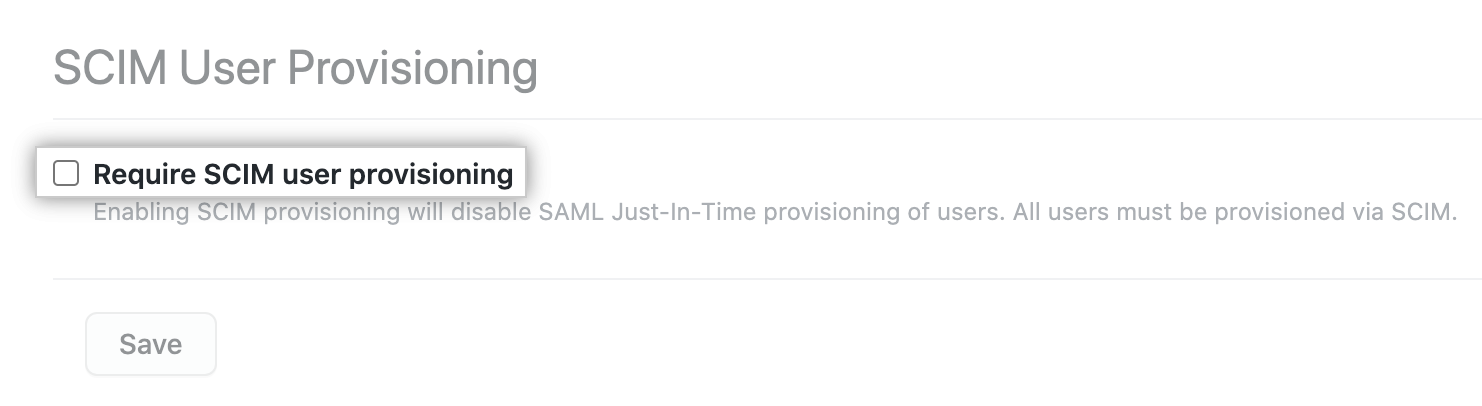 SCIM User Provisioning
Require SCIM user provisioning
Enabling SCIM provisioning will disable SAML Just-In-Time provisioning of users. All users must be provisioned via SCIM.
Save